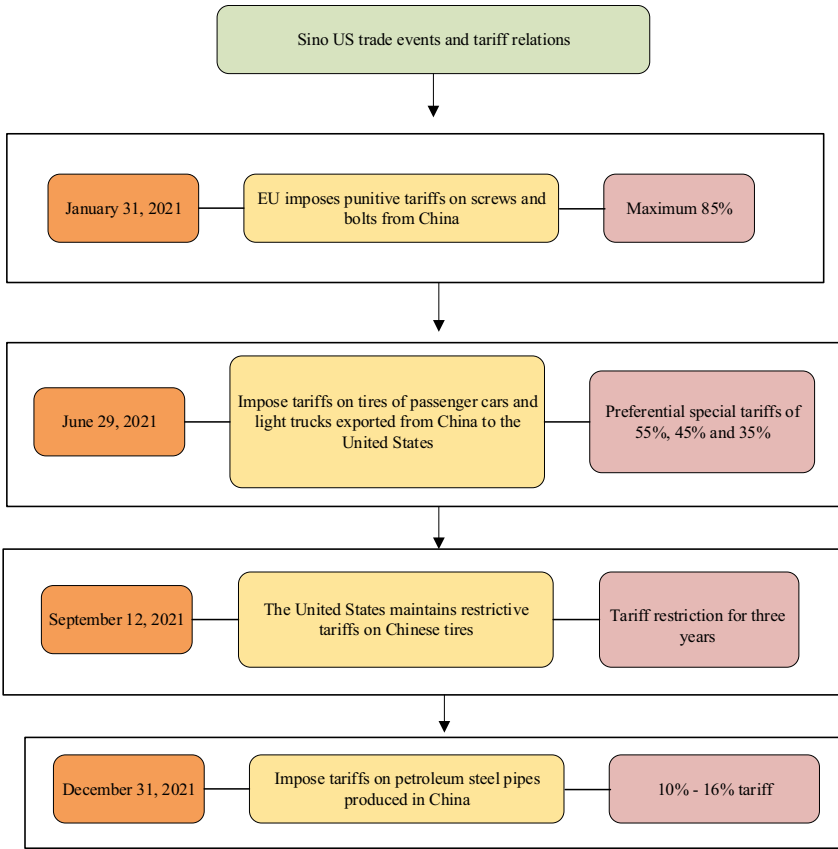 Sino US trade events and tariff relations
January 31, 2021
EU imposes punitive tariffs on screws and
bolts from China
Maximum 85%
June 29, 2021
Impose tariffs on tires of passenger cars and
light trucks exported from China to the
United States
Preferential special tariffs of
55%, 45% and 35%
September 12, 2021
The United States maintains restrictive
tariffs on Chinese tires
Tariff restriction for three
years
December 31, 2021
Impose tariffs on petroleum steel pipes
produced in China
10% - 16% tariff